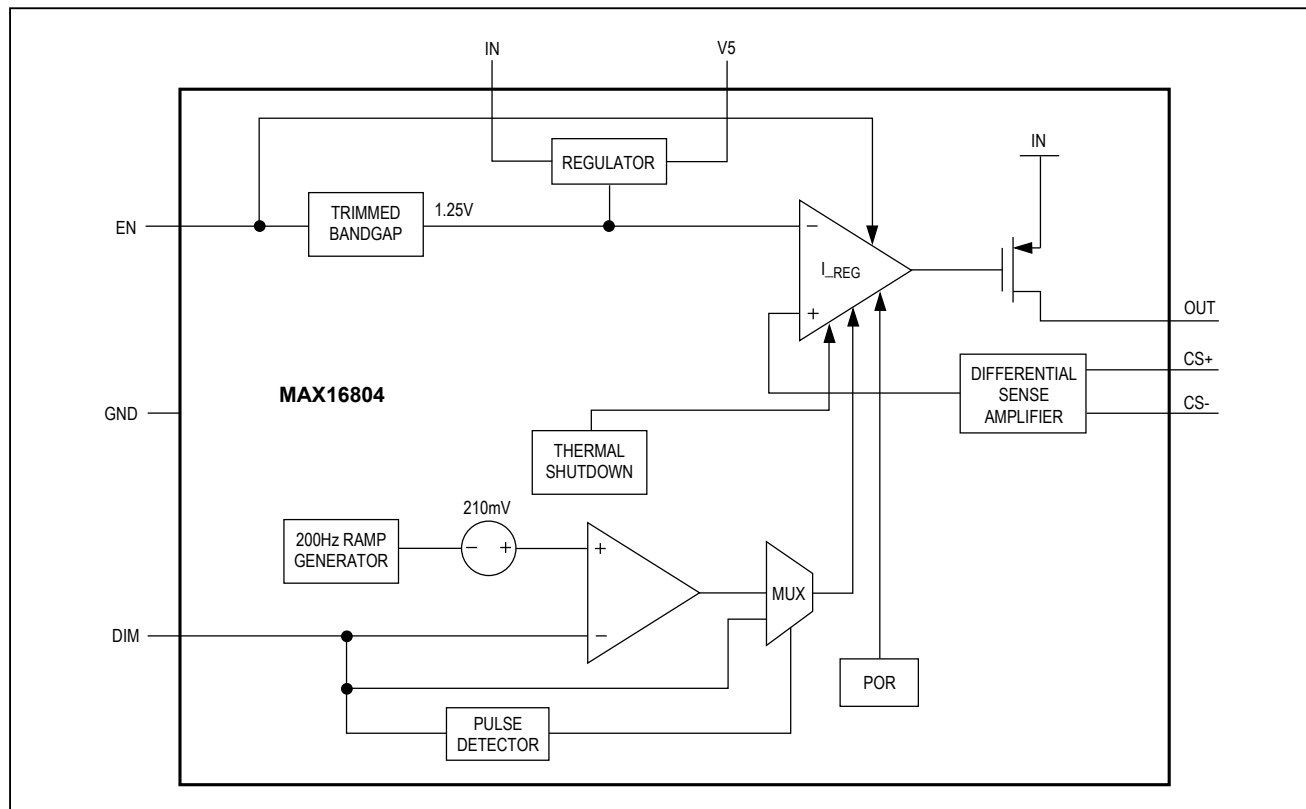 IN
V5
REGULATOR
IN
EN
TRIMMED
BANDGAP
1.25V
−
I_REG
+
OUT
CS+
DIFFERENTIAL
SENSE
AMPLIFIER
CS-
MAX16804
GND
THERMAL
SHUTDOWN
210mV
200Hz RAMP
GENERATOR
− +
+
MUX
DIM
−
POR
PULSE
DETECTOR